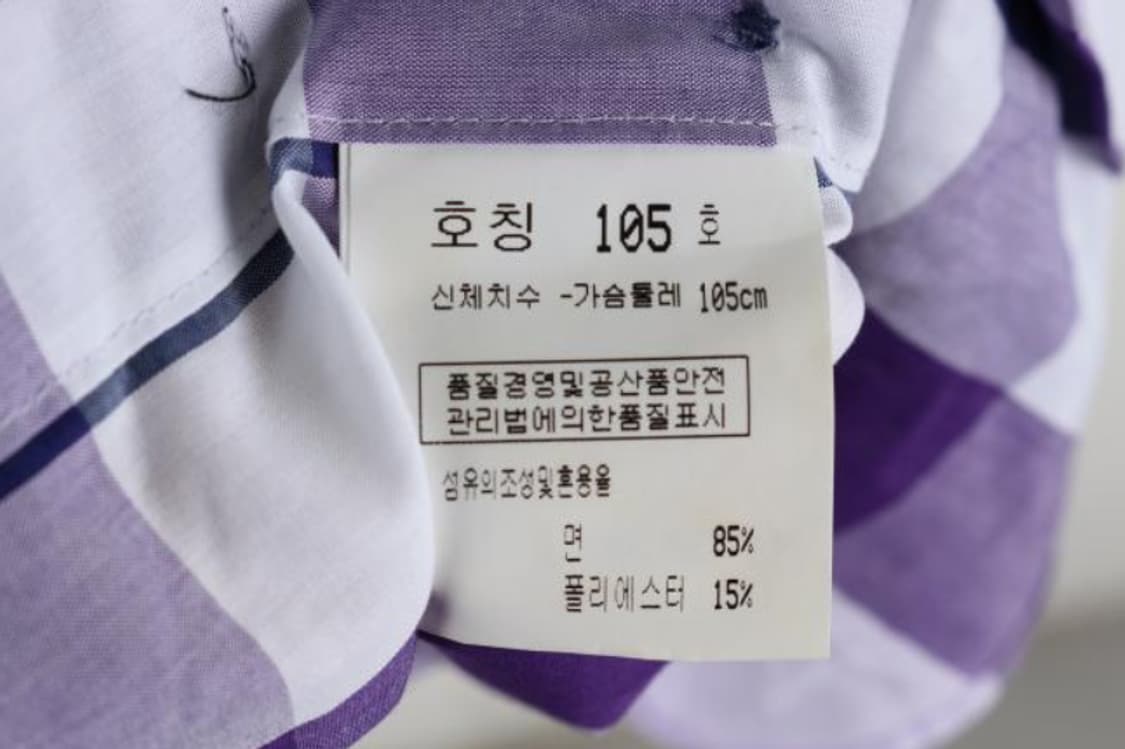 호칭 105 호
신체치수 -가슴둘레 105cm
품질경영및공산품안전
관리법에의한품질표시
섬유의조성및혼용율
면 85%
폴리에스터 15%